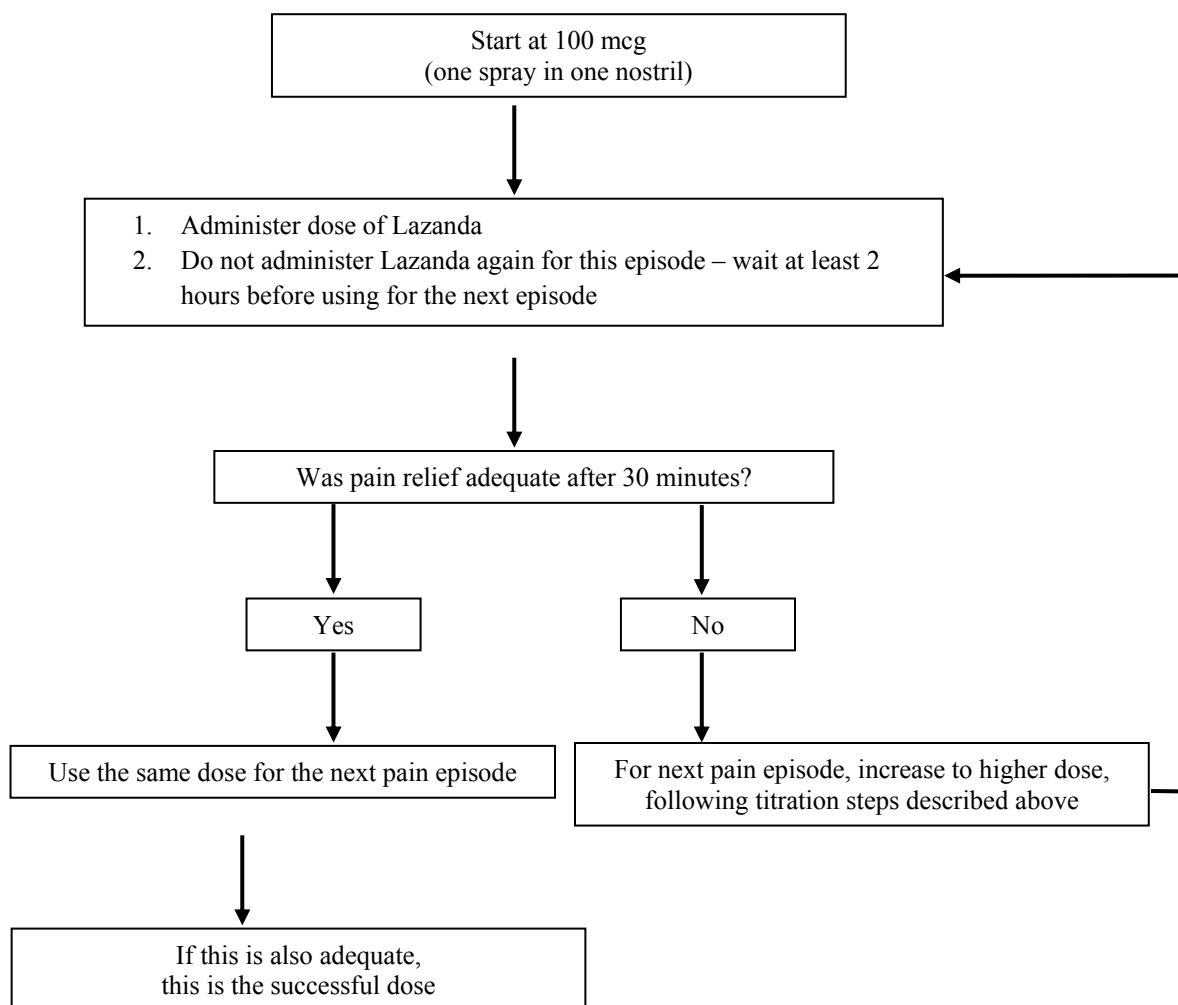 Start at 100 mcg
(one spray in one nostril)
1. Administer dose of Lazanda
2. Do not administer Lazanda again for this episode – wait at least 2
hours before using for the next episode
Was pain relief adequate after 30 minutes?
Yes
No
Use the same dose for the next pain episode
For next pain episode, increase to higher dose,
following titration steps described above
If this is also adequate,
this is the successful dose